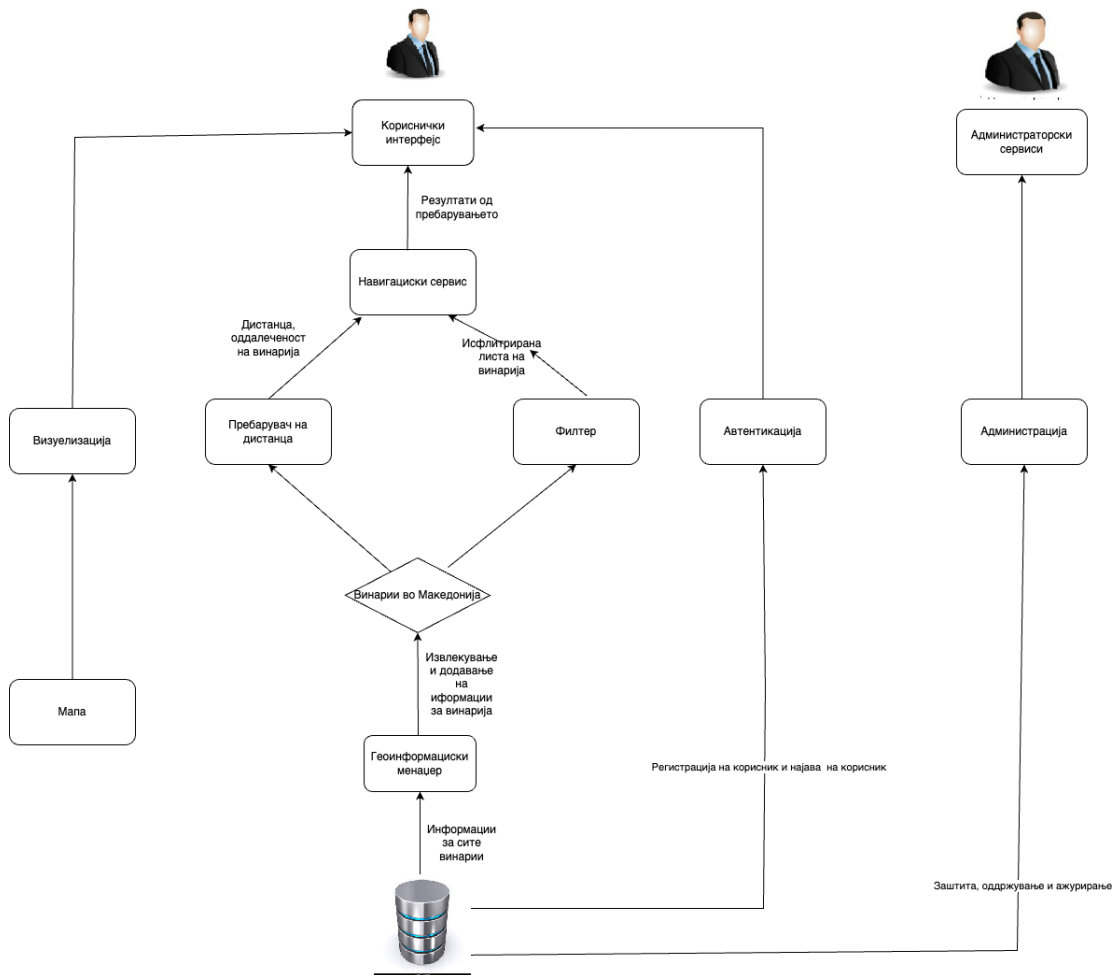 Кориснички
интерфејс
Администраторски
сервиси
Резултати од
пребарувањето
Навигациски сервис
Дистанца,
оддалеченост
на винарија
Исфлитрирана
листа на
винарија
Визуелизација
Пребарувач на
дистанца
Филтер
Автентикација
Администрација
Винарии во Македонија
Извлекување
и додавање
на
иформации
за винарија
Мапа
Геоинформациски
менаџер
Регистрација на корисник и најава на корисник
Информации
за сите
винарии
Заштита, оддржување и ажурирање